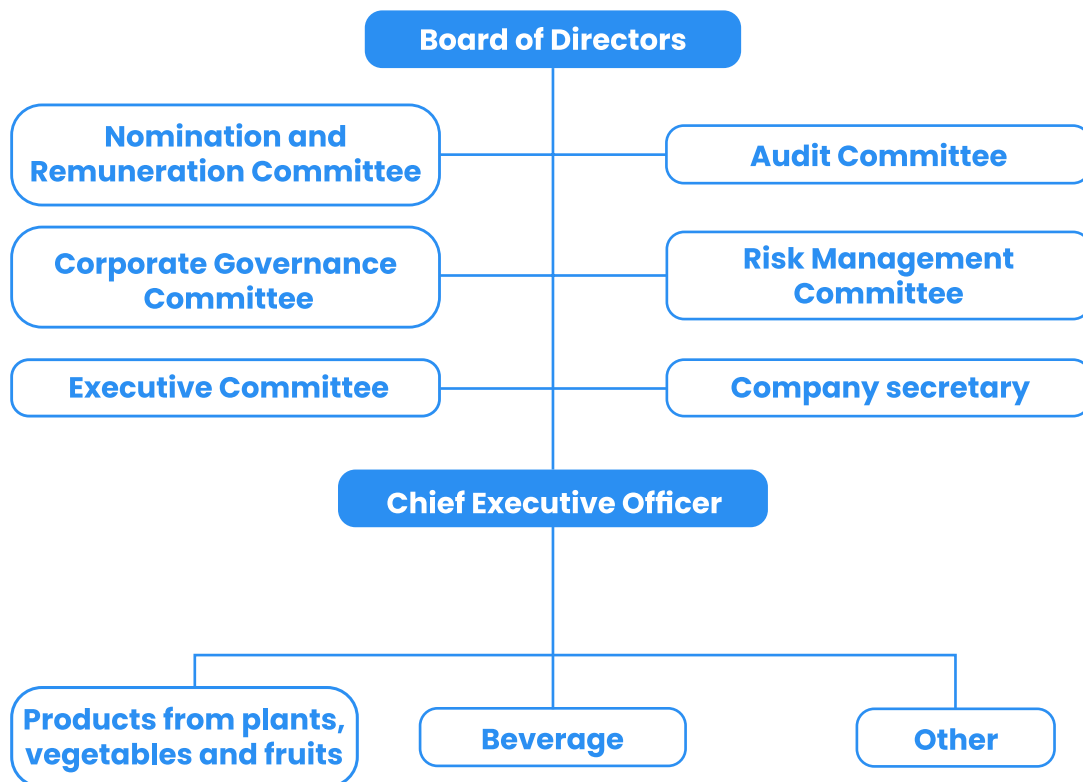 Board of Directors
Nomination and
Remuneration Committee
Audit Committee
Corporate Governance
Committee
Risk Management
Committee
Executive Committee
Company secretary
Chief Executive Officer
Products from plants,
vegetables and fruits
Beverage
Other